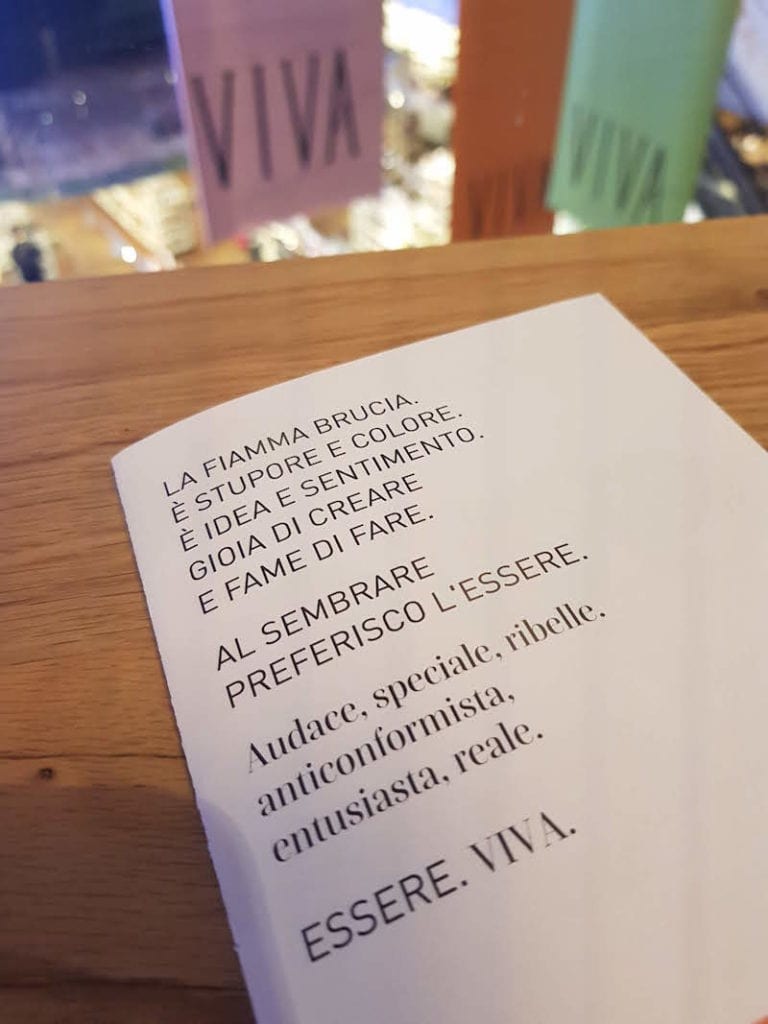 VIVA
VIVA
VIVA
LA FIAMMA BRUCIA.
È STUPORE E COLORE.
È IDEA E SENTIMENTO.
GIOIA DI CREARE
E FAME DI FARE.
AL SEMBRARE
PREFERISCO L'ESSERE.
Audace, speciale, ribelle.
anticonformista,
entusiasta, reale.
ESSERE. VIVA.